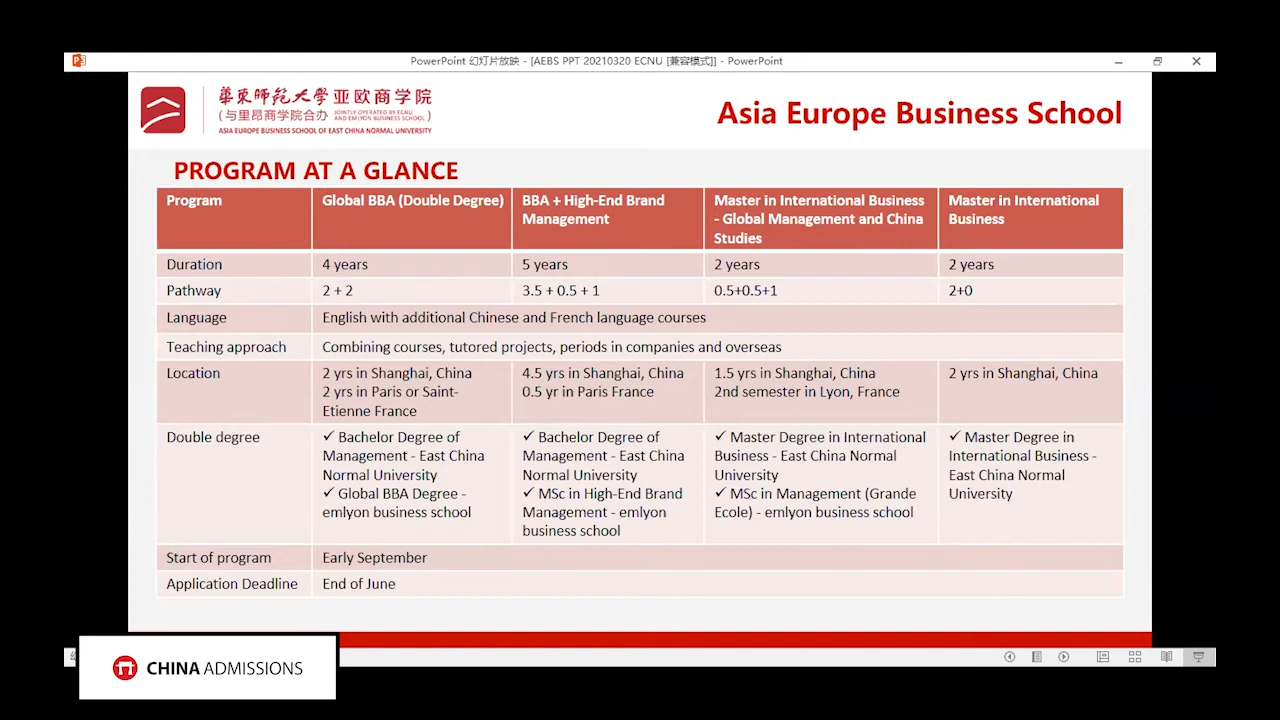 PowerPoint 幻灯片放映 - [AEBS PPT 20210320 ECNU [兼容模式]] - PowerPoint
華東師范大學 亚欧商学院
(与里昂商学院合办 JOINTLY OPERATED BY ECNU AND EMLYON BUSINESS SCHOOL)
ASIA EUROPE BUSINESS SCHOOL OF EAST CHINA NORMAL UNIVERSITY
Asia Europe Business School
PROGRAM AT A GLANCE
Program
Global BBA (Double Degree)
BBA + High-End Brand
Management
Master in International Business
- Global Management and China
Studies
Master in International
Business
Duration
4 years
5 years
2 years
2 years
Pathway
2 + 2
3.5 + 0.5 + 1
0.5+0.5+1
2+0
Language
English with additional Chinese and French language courses
Teaching approach
Combining courses, tutored projects, periods in companies and overseas
Location
2 yrs in Shanghai, China
2 yrs in Paris or Saint-
Etienne France
4.5 yrs in Shanghai, China
0.5 yr in Paris France
1.5 yrs in Shanghai, China
2nd semester in Lyon, France
2 yrs in Shanghai, China
Double degree
✓ Bachelor Degree of
Management - East China
Normal University
✓ Global BBA Degree -
emlyon business school
✓ Bachelor Degree of
Management - East China
Normal University
✓ MSc in High-End Brand
Management - emlyon
business school
✓ Master Degree in International
Business - East China Normal
University
✓ MSc in Management (Grande
Ecole) - emlyon business school
✓ Master Degree in
International Business -
East China Normal
University
Start of program
Early September
Application Deadline
End of June
CHINA ADMISSIONS